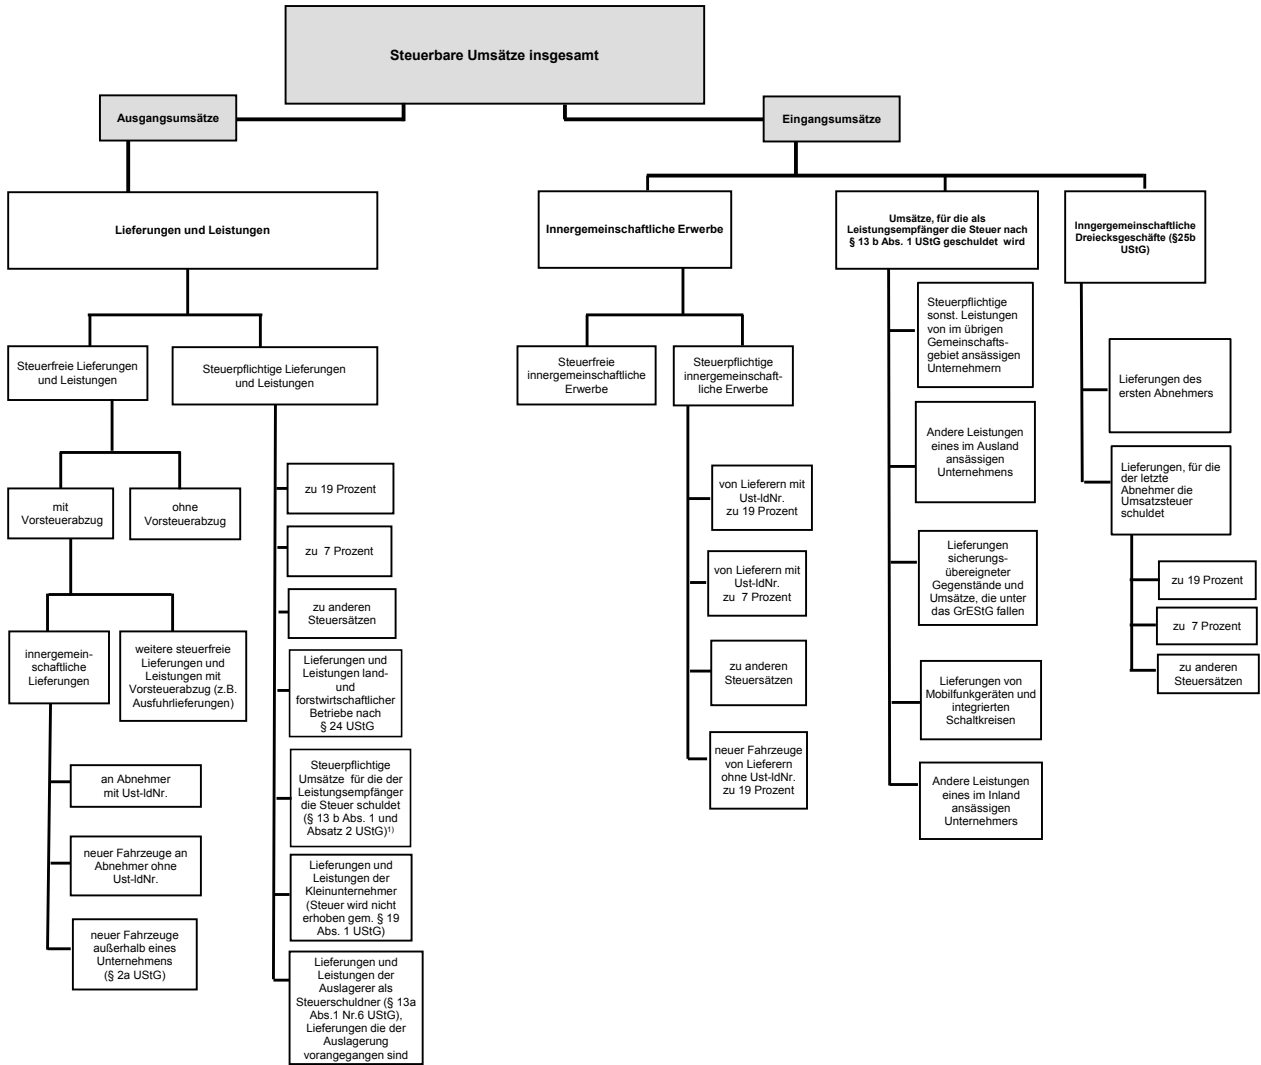 Steuerbare Umsätze insgesamt
Ausgangsumsätze
Eingangsumsätze
Lieferungen und Leistungen
Steuerfreie Lieferungen
und Leistungen
Steuerpflichtige Lieferungen
und Leistungen
mit
Vorsteuerabzug
ohne
Vorsteuerabzug
innergemein-
schaftliche
Lieferungen
weitere steuerfreie
Lieferungen und
Leistungen mit
Vorsteuerabzug (z.B.
Ausfuhrlieferungen)
an Abnehmer
mit Ust-IdNr.
neuer Fahrzeuge an
Abnehmer ohne
Ust-IdNr.
neuer Fahrzeuge
außerhalb eines
Unternehmens
(§ 2a UStG)
zu 19 Prozent
zu 7 Prozent
zu anderen
Steuersätzen
Lieferungen und
Leistungen land-
und
forstwirtschaftlicher
Betriebe nach
§ 24 UStG
Steuerpflichtige
Umsätze für die der
Leistungsempfänger
die Steuer schuldet
(§ 13 b Abs. 1 und
Absatz 2 UStG)¹⁾
Lieferungen und
Leistungen der
Kleinunternehmer
(Steuer wird nicht
erhoben gem. § 19
Abs. 1 UStG)
Lieferungen und
Leistungen der
Auslagerer als
Steuerschuldner (§ 13a
Abs.1 Nr.6 UStG),
Lieferungen die der
Auslagerung
vorangegangen sind
Innergemeinschaftliche Erwerbe
Steuerfreie
innergemeinschaftliche
Erwerbe
Steuerpflichtige
innergemeinschaft-
liche Erwerbe
von Lieferern mit
Ust-IdNr.
zu 19 Prozent
von Lieferern mit
Ust-IdNr.
zu 7 Prozent
zu anderen
Steuersätzen
neuer Fahrzeuge
von Lieferern
ohne Ust-IdNr.
zu 19 Prozent
Umsätze, für die als
Leistungsempfänger die Steuer nach
§ 13 b Abs. 1 UStG geschuldet wird
Steuerpflichtige
sonst. Leistungen
von im übrigen
Gemeinschafts-
gebiet ansässigen
Unternehmern
Andere Leistungen
eines im Ausland
ansässigen
Unternehmens
Lieferungen
sicherungs-
übereigneter
Gegenstände und
Umsätze, die unter
das GrEStG fallen
Lieferungen von
Mobilfunkgeräten und
integrierten
Schaltkreisen
Andere Leistungen
eines im Inland
ansässigen
Unternehmers
Inngergemeinschaftliche
Dreiecksgeschäfte (§25b
UStG)
Lieferungen des
ersten Abnehmers
Lieferungen, für die
der letzte
Abnehmer die
Umsatzsteuer
schuldet
zu 19 Prozent
zu 7 Prozent
zu anderen
Steuersätzen